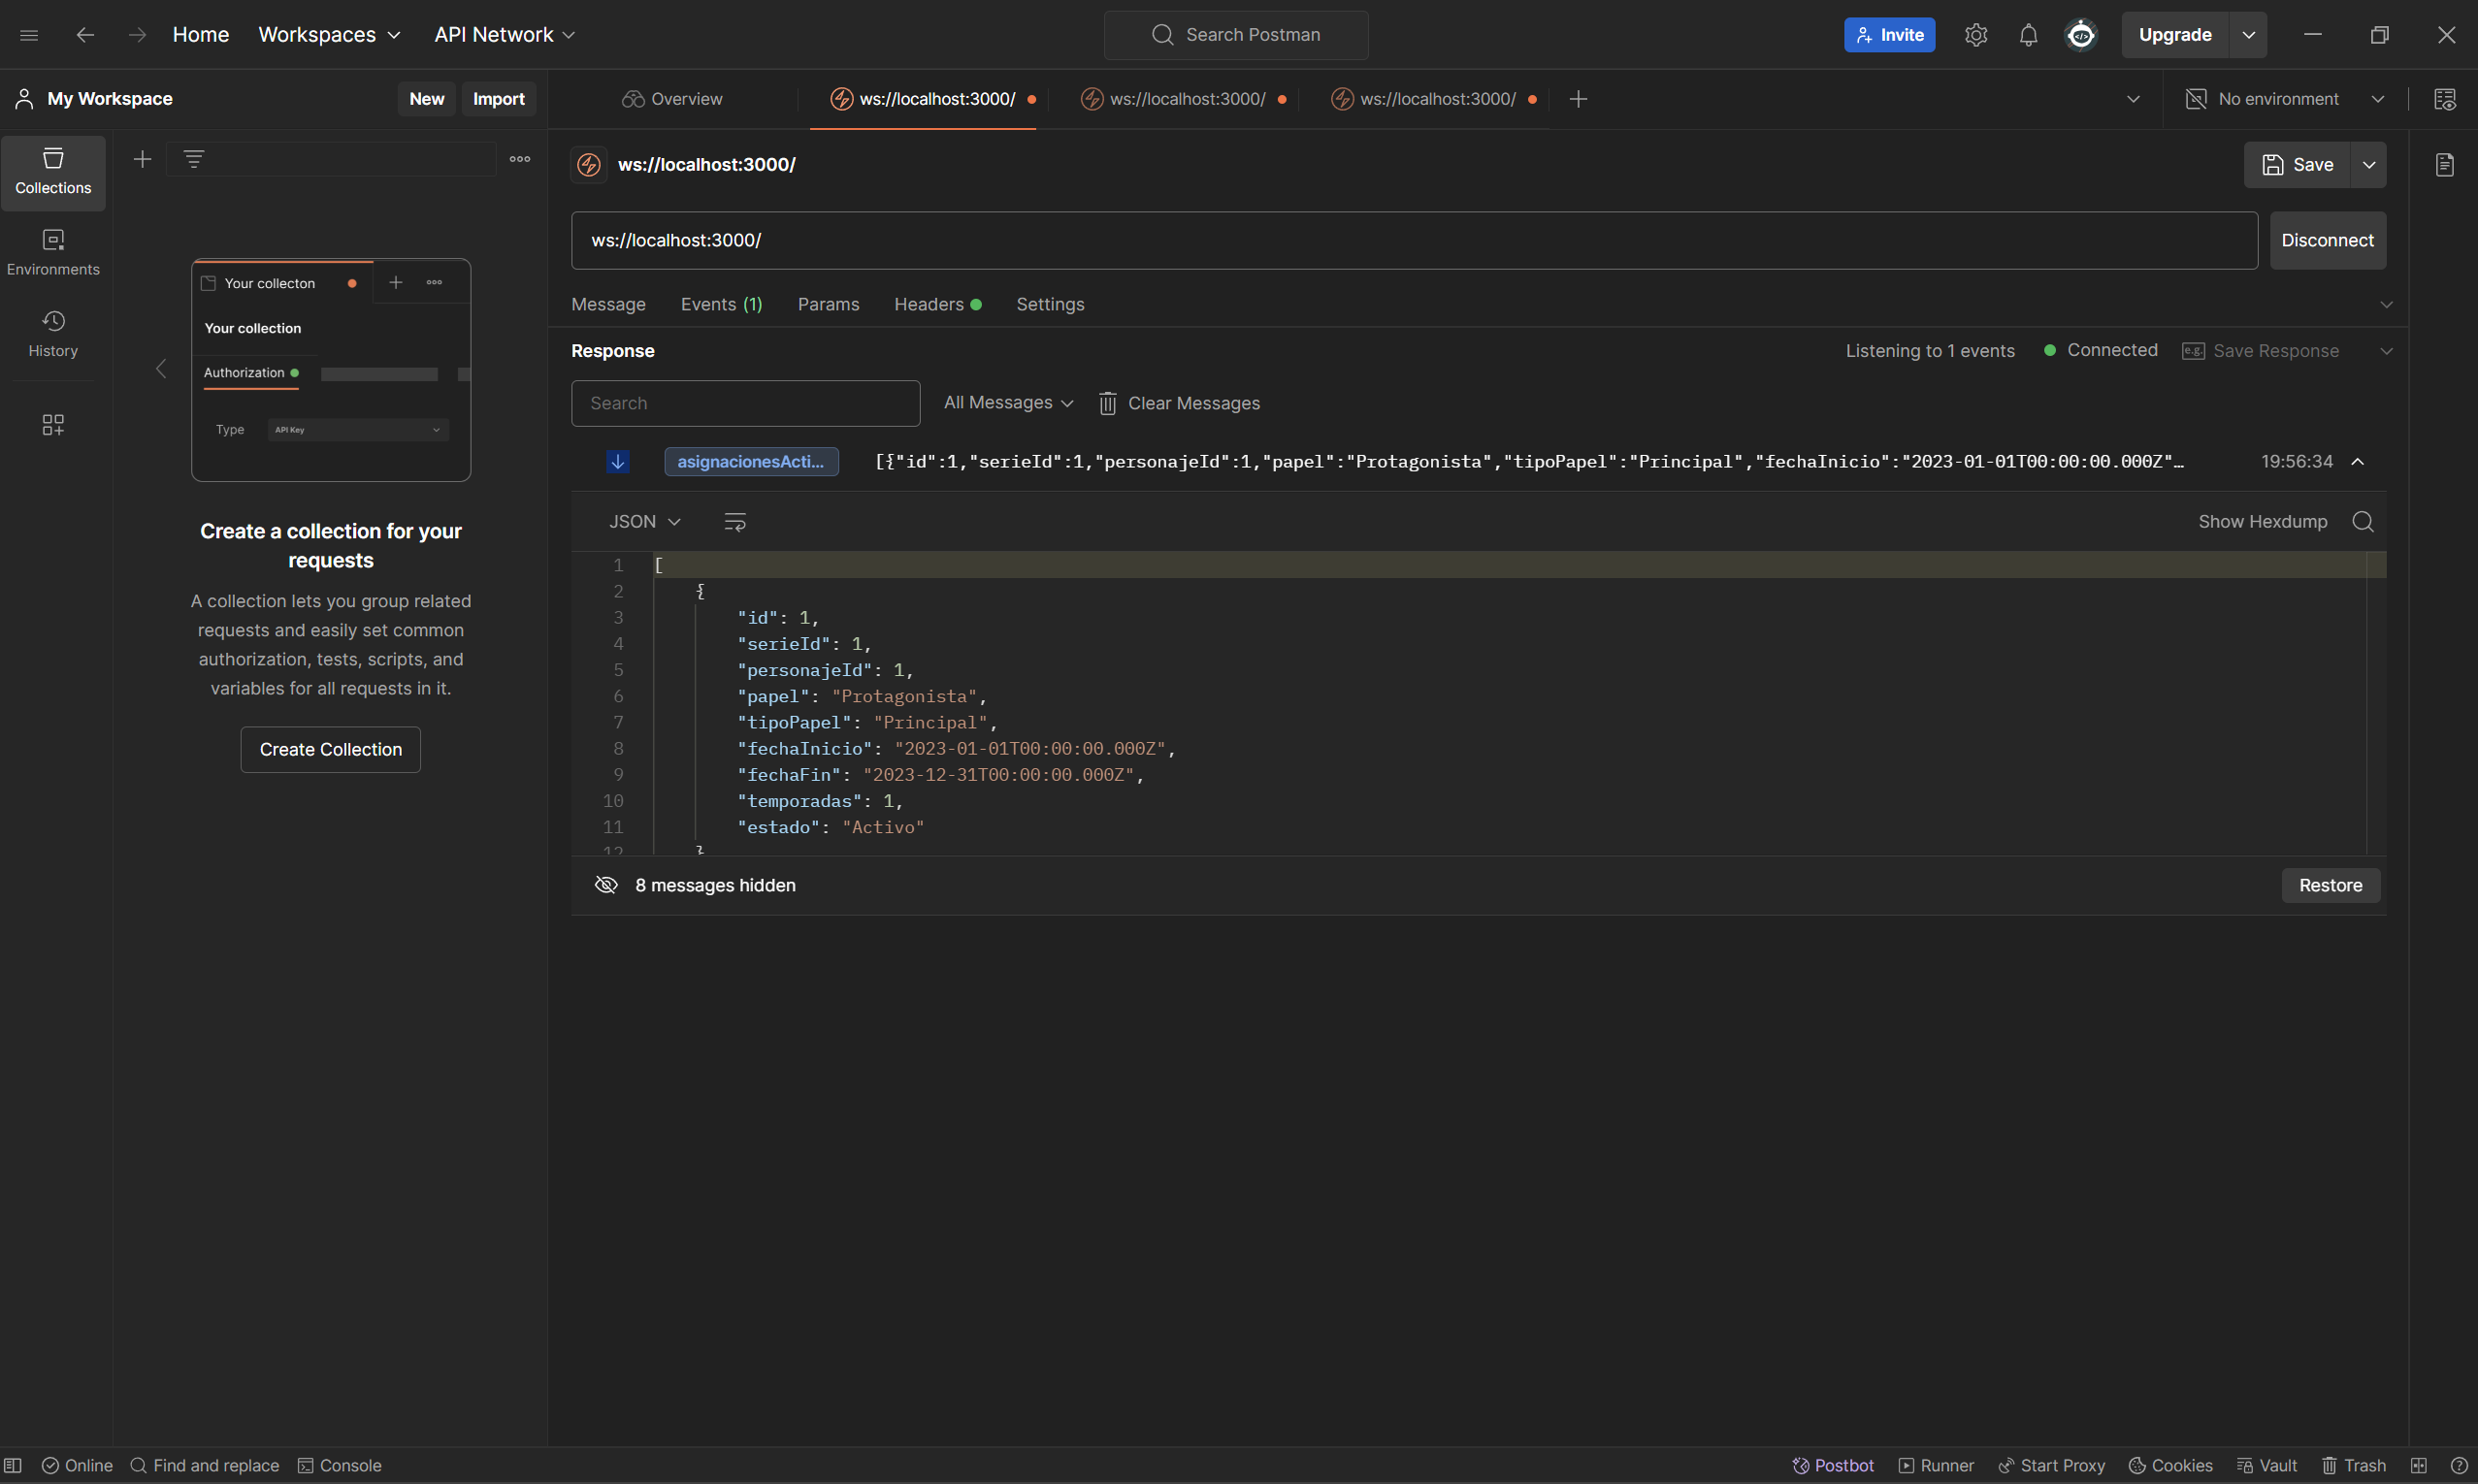 Home Workspaces API Network Search Postman Invite Upgrade
My Workspace New Import Overview ws://localhost:3000/ ws://localhost:3000/ ws://localhost:3000/ No environment
Collections
Environments
History
Your collecton
Your collection
Authorization
Type API Key
Create a collection for your
requests
A collection lets you group related
requests and easily set common
authorization, tests, scripts, and
variables for all requests in it.
Create Collection
ws://localhost:3000/ Save
ws://localhost:3000/ Disconnect
Message Events (1) Params Headers Settings
Response Listening to 1 events Connected e.g. Save Response
Search All Messages Clear Messages
asignacionesActi... [{"id":1,"serieId":1,"personajeId":1,"papel":"Protagonista","tipoPapel":"Principal","fechaInicio":"2023-01-01T00:00:00.000Z"… 19:56:34
JSON Show Hexdump
1 [
2 {
3 "id": 1,
4 "serieId": 1,
5 "personajeId": 1,
6 "papel": "Protagonista",
7 "tipoPapel": "Principal",
8 "fechaInicio": "2023-01-01T00:00:00.000Z",
9 "fechaFin": "2023-12-31T00:00:00.000Z",
10 "temporadas": 1,
11 "estado": "Activo"
12 }
8 messages hidden Restore
Online Find and replace Console Postbot Runner Start Proxy Cookies Vault Trash